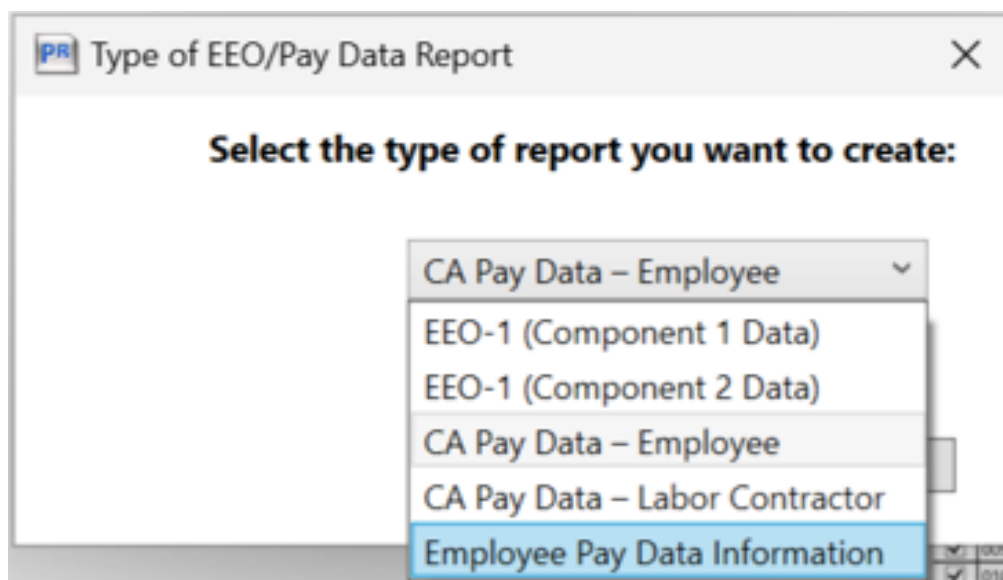 PR Type of EEO/Pay Data Report
Select the type of report you want to create:
CA Pay Data – Employee
EEO-1 (Component 1 Data)
EEO-1 (Component 2 Data)
CA Pay Data – Employee
CA Pay Data – Labor Contractor
Employee Pay Data Information